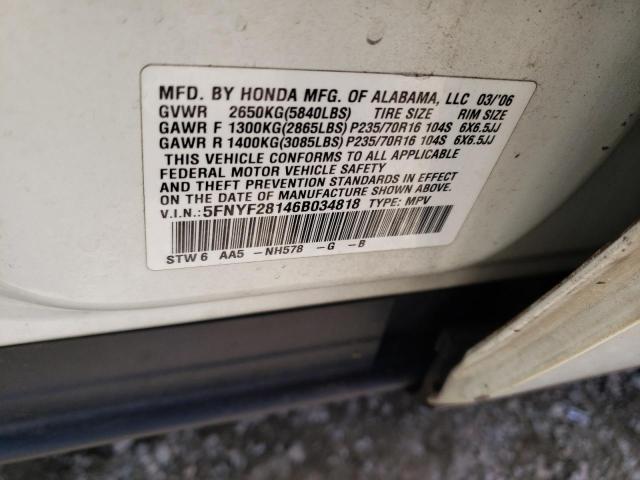 MFD. BY HONDA MFG. OF ALABAMA, LLC 03/'06
GVWR 2650KG(5840LBS) TIRE SIZE RIM SIZE
GAWR F 1300KG(2865LBS) P235/70R16 104S 6X6.5JJ
GAWR R 1400KG(3085LBS) P235/70R16 104S 6X6.5JJ
THIS VEHICLE CONFORMS TO ALL APPLICABLE
FEDERAL MOTOR VEHICLE SAFETY
AND THEFT PREVENTION STANDARDS IN EFFECT
ON THE DATE OF MANUFACTURE SHOWN ABOVE.
V.I.N.:5FNYF28146B034818 TYPE: MPV
STW6 AA5 -NH578 -G -B